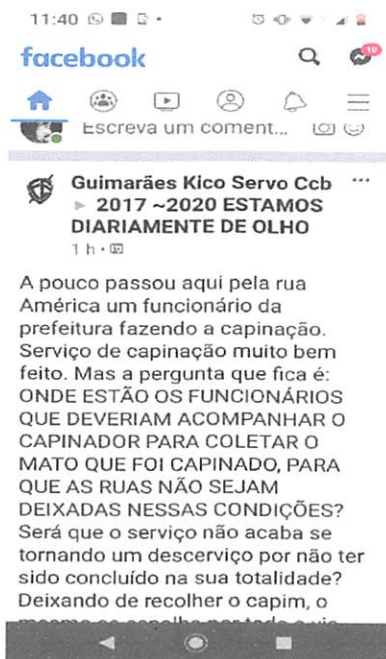 11:40
facebook
10
Escreva um coment...
Guimarães Kico Servo Ccb
▸ 2017 ~2020 ESTAMOS
DIARIAMENTE DE OLHO
1 h •
A pouco passou aqui pela rua
América um funcionário da
prefeitura fazendo a capinação.
Serviço de capinação muito bem
feito. Mas a pergunta que fica é:
ONDE ESTÃO OS FUNCIONÁRIOS
QUE DEVERIAM ACOMPANHAR O
CAPINADOR PARA COLETAR O
MATO QUE FOI CAPINADO, PARA
QUE AS RUAS NÃO SEJAM
DEIXADAS NESSAS CONDIÇÕES?
Será que o serviço não acaba se
tornando um descerviço por não ter
sido concluído na sua totalidade?
Deixando de recolher o capim, o